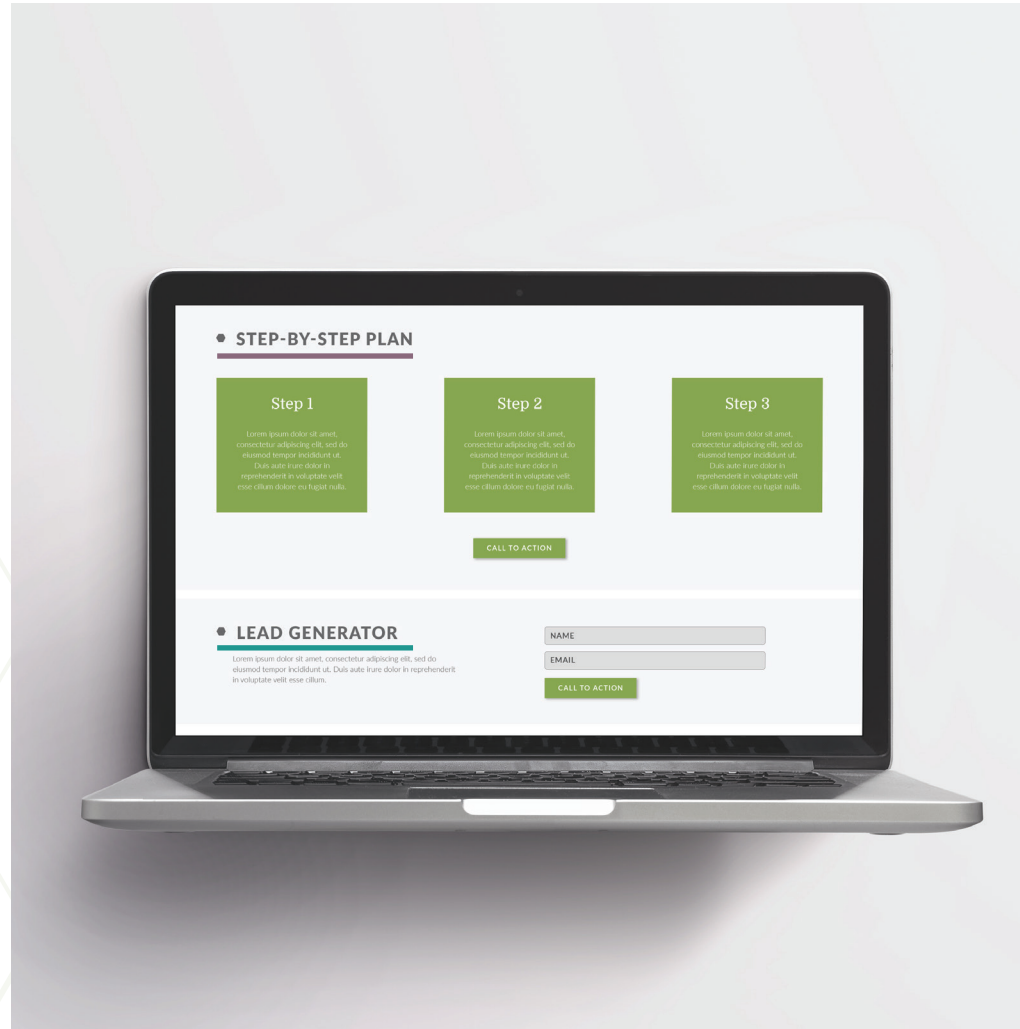 STEP-BY-STEP PLAN
Step 1
Lorem ipsum dolor sit amet,
consectetur adipiscing elit, sed do
eiusmod tempor incididunt ut.
Duis aute irure dolor in
reprehenderit in voluptate velit
esse cillum dolore eu fugiat nulla.
Step 2
Lorem ipsum dolor sit amet,
consectetur adipiscing elit, sed do
eiusmod tempor incididunt ut.
Duis aute irure dolor in
reprehenderit in voluptate velit
esse cillum dolore eu fugiat nulla.
Step 3
Lorem ipsum dolor sit amet,
consectetur adipiscing elit, sed do
eiusmod tempor incididunt ut.
Duis aute irure dolor in
reprehenderit in voluptate velit
esse cillum dolore eu fugiat nulla.
CALL TO ACTION
LEAD GENERATOR
Lorem ipsum dolor sit amet, consectetur adipiscing elit, sed do
eiusmod tempor incididunt ut. Duis aute irure dolor in reprehenderit
in voluptate velit esse cillum.
NAME
EMAIL
CALL TO ACTION